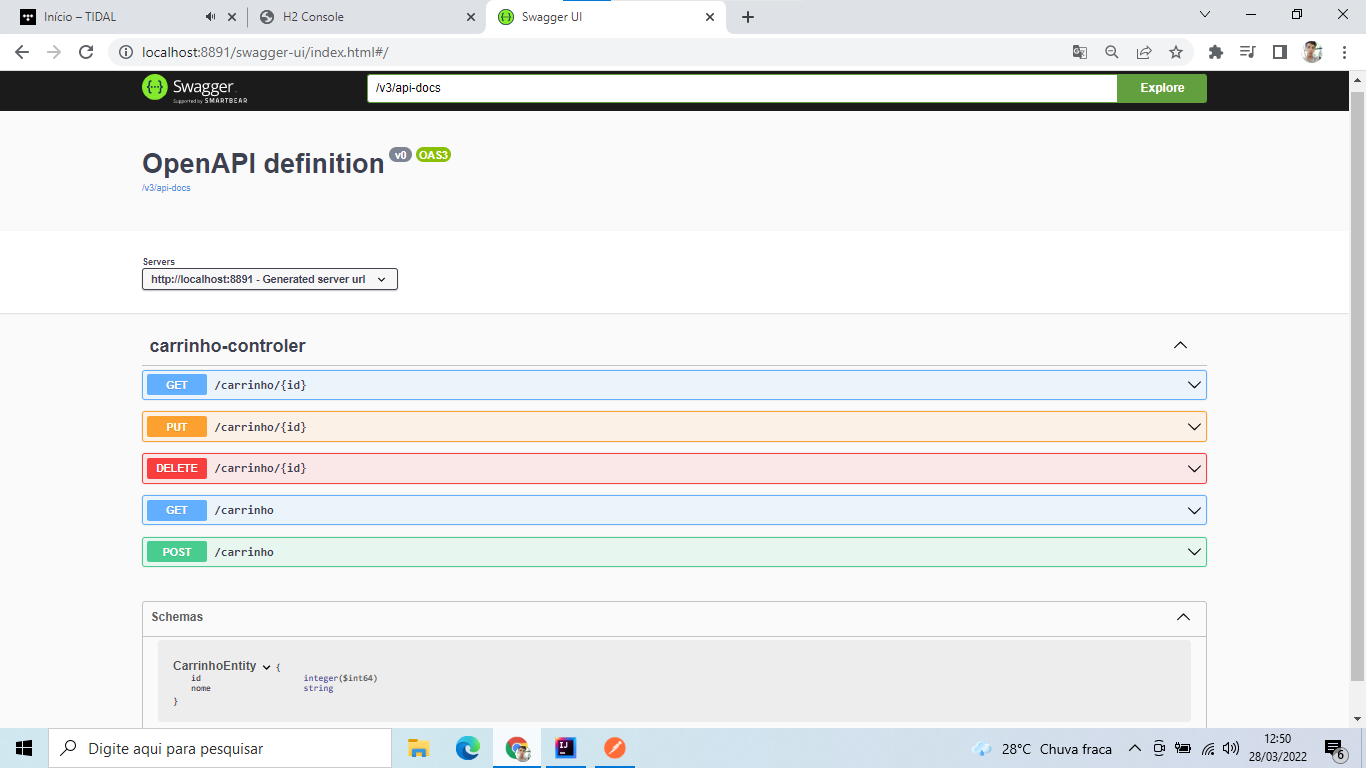 Início – TIDAL
H2 Console
Swagger UI
localhost:8891/swagger-ui/index.html#/
Swagger
Supported by SMARTBEAR
/v3/api-docs
Explore
OpenAPI definition v0 OAS3
/v3/api-docs
Servers
http://localhost:8891 - Generated server url
carrinho-controler
GET /carrinho/{id}
PUT /carrinho/{id}
DELETE /carrinho/{id}
GET /carrinho
POST /carrinho
Schemas
CarrinhoEntity {
id integer($int64)
nome string
}
Digite aqui para pesquisar
28°C Chuva fraca
12:50
28/03/2022
6